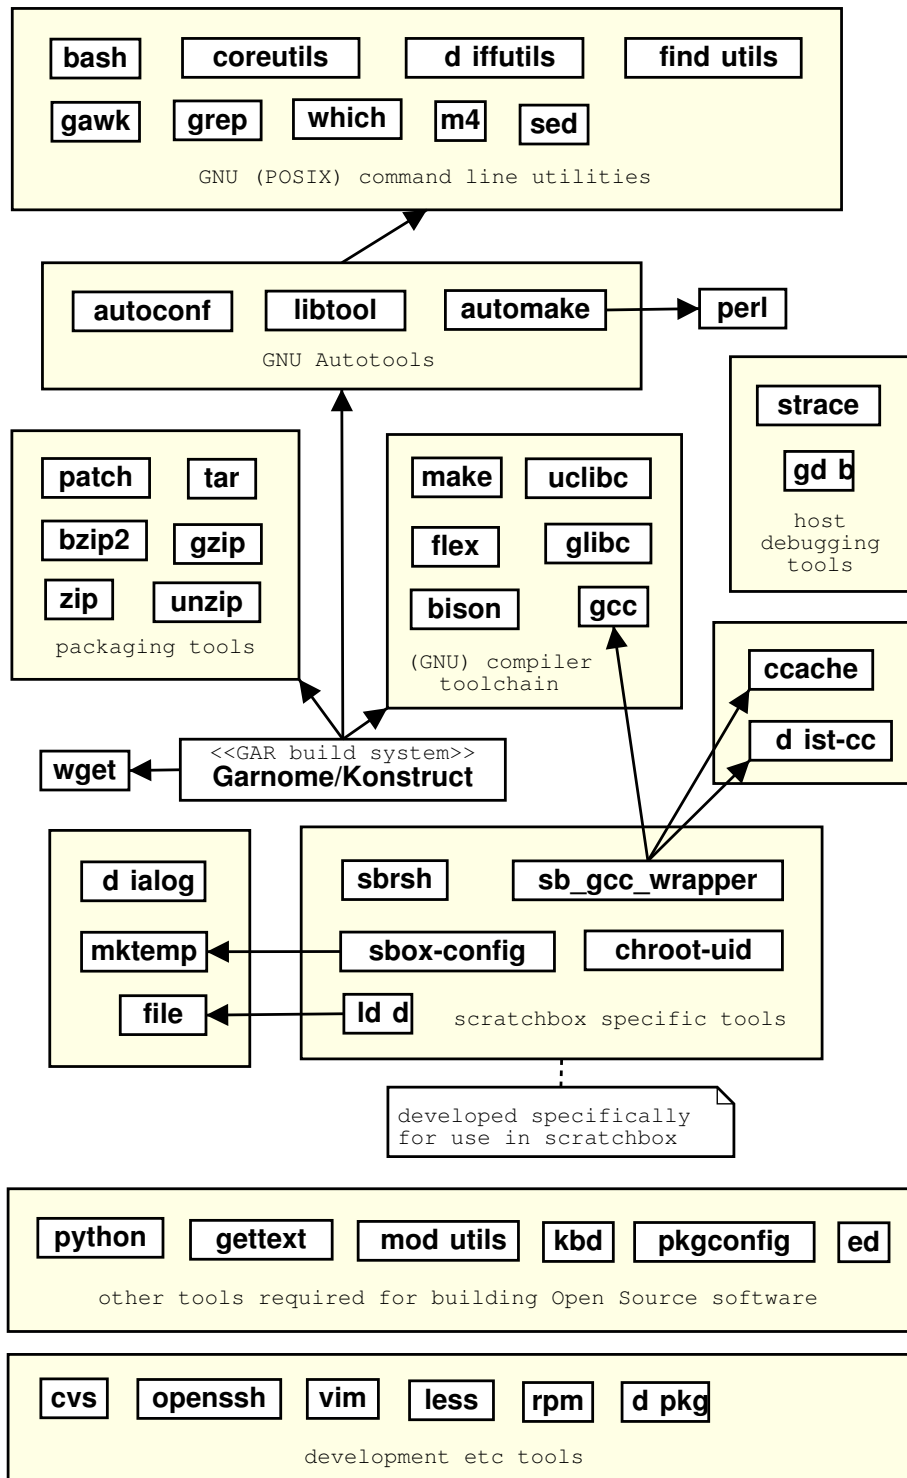 bash coreutils d iffutils find utils
gawk grep which m4 sed
GNU (POSIX) command line utilities
autoconf libtool automake perl
GNU Autotools
strace
gd b
host
debugging
tools
patch tar
bzip2 gzip
zip unzip
packaging tools
make uclibc
flex glibc
bison gcc
(GNU) compiler
toolchain
ccache
d ist-cc
wget
<<GAR build system>>
Garnome/Konstruct
d ialog
mktemp
file
sbrsh sb_gcc_wrapper
sbox-config chroot-uid
ld d
scratchbox specific tools
developed specifically
for use in scratchbox
python gettext mod utils kbd pkgconfig ed
other tools required for building Open Source software
cvs openssh vim less rpm d pkg
development etc tools